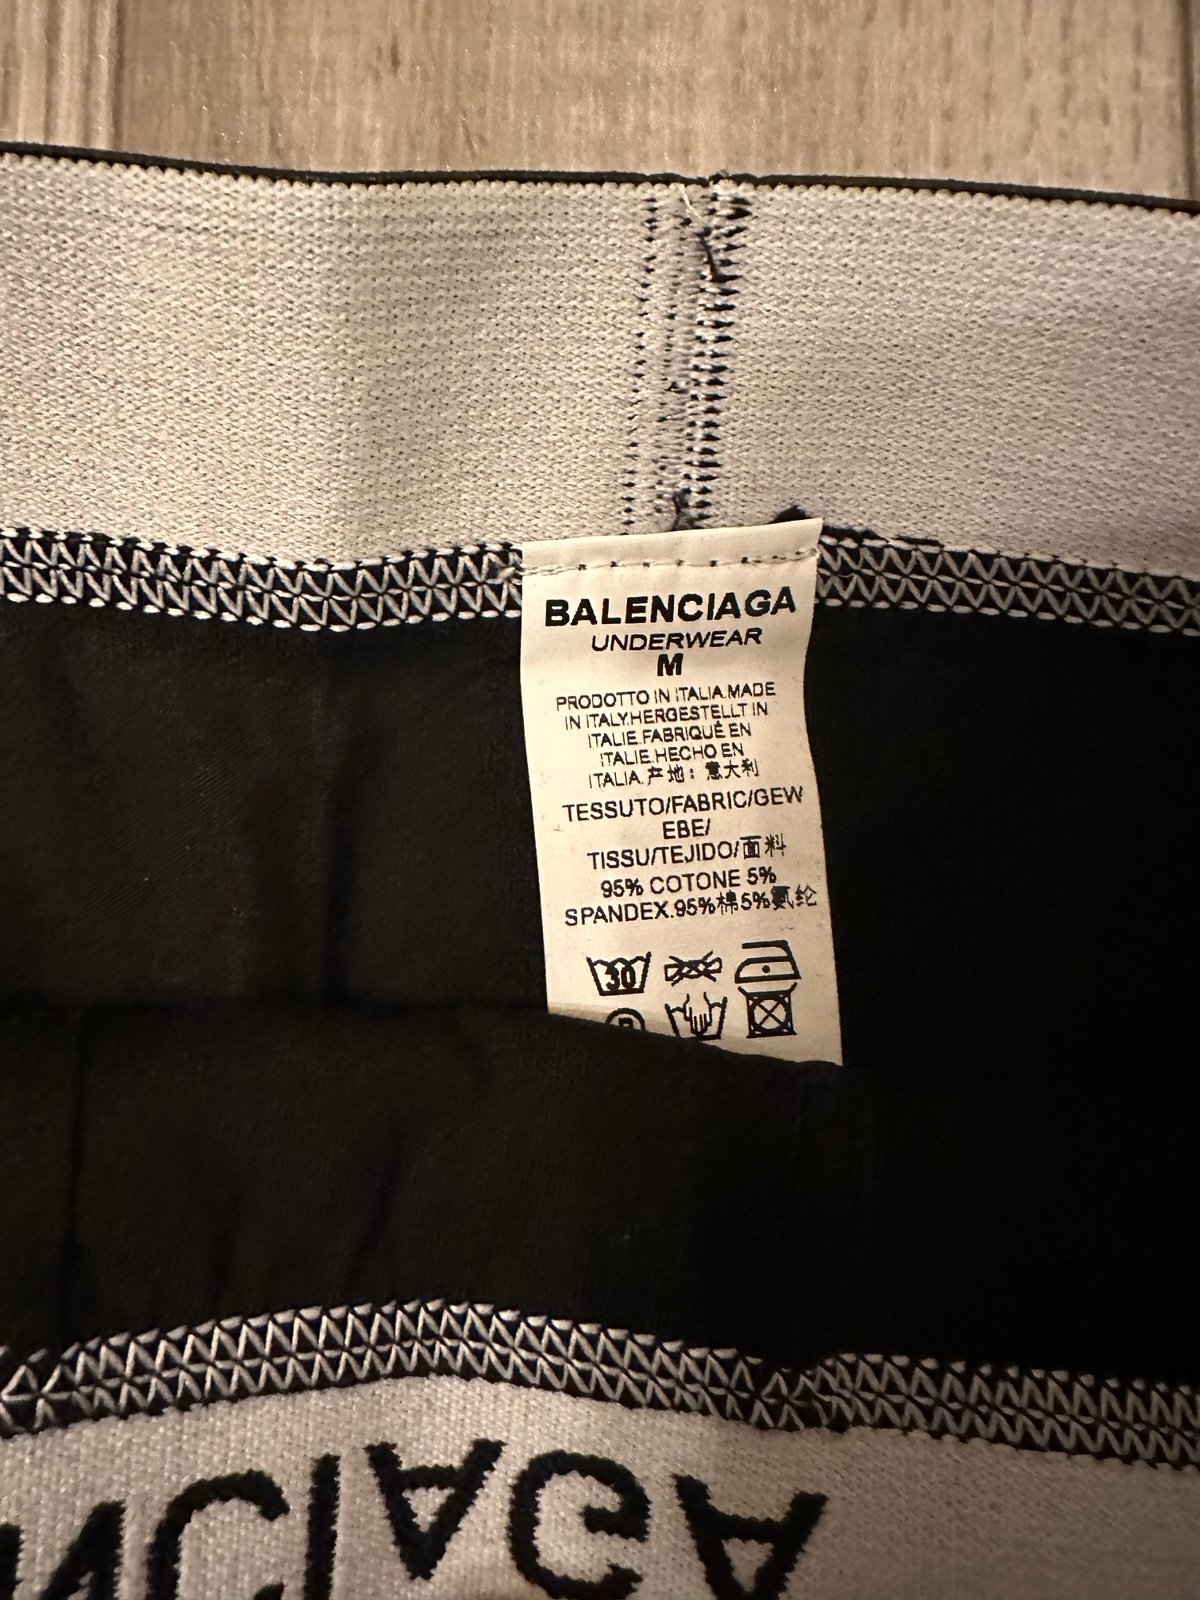 BALENCIAGA
UNDERWEAR
M
PRODOTTO IN ITALIA.MADE
IN ITALY.HERGESTELLT IN
ITALIE.FABRIQUÉ EN
ITALIE.HECHO EN
ITALIA.产地：意大利
TESSUTO/FABRIC/GEW
EBE/
TISSU/TEJIDO/面料
95% COTONE 5%
SPANDEX.95%棉5%氨纶
30
P
NCIAGA